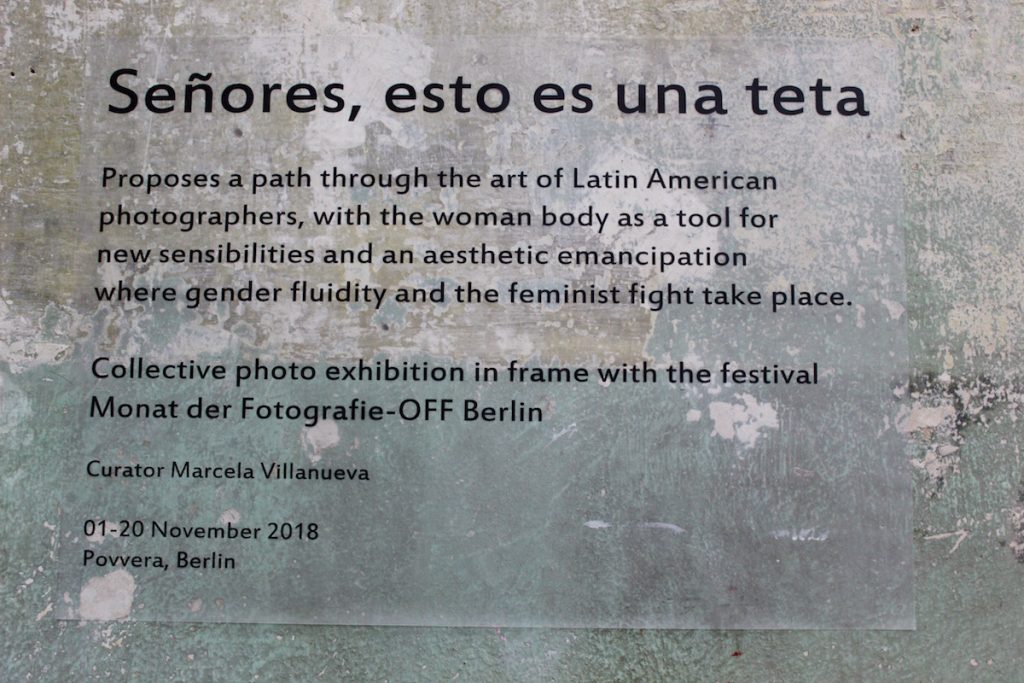 Señores, esto es una teta
Proposes a path through the art of Latin American
photographers, with the woman body as a tool for
new sensibilities and an aesthetic emancipation
where gender fluidity and the feminist fight take place.
Collective photo exhibition in frame with the festival
Monat der Fotografie-OFF Berlin
Curator Marcela Villanueva
01-20 November 2018
Povvera, Berlin